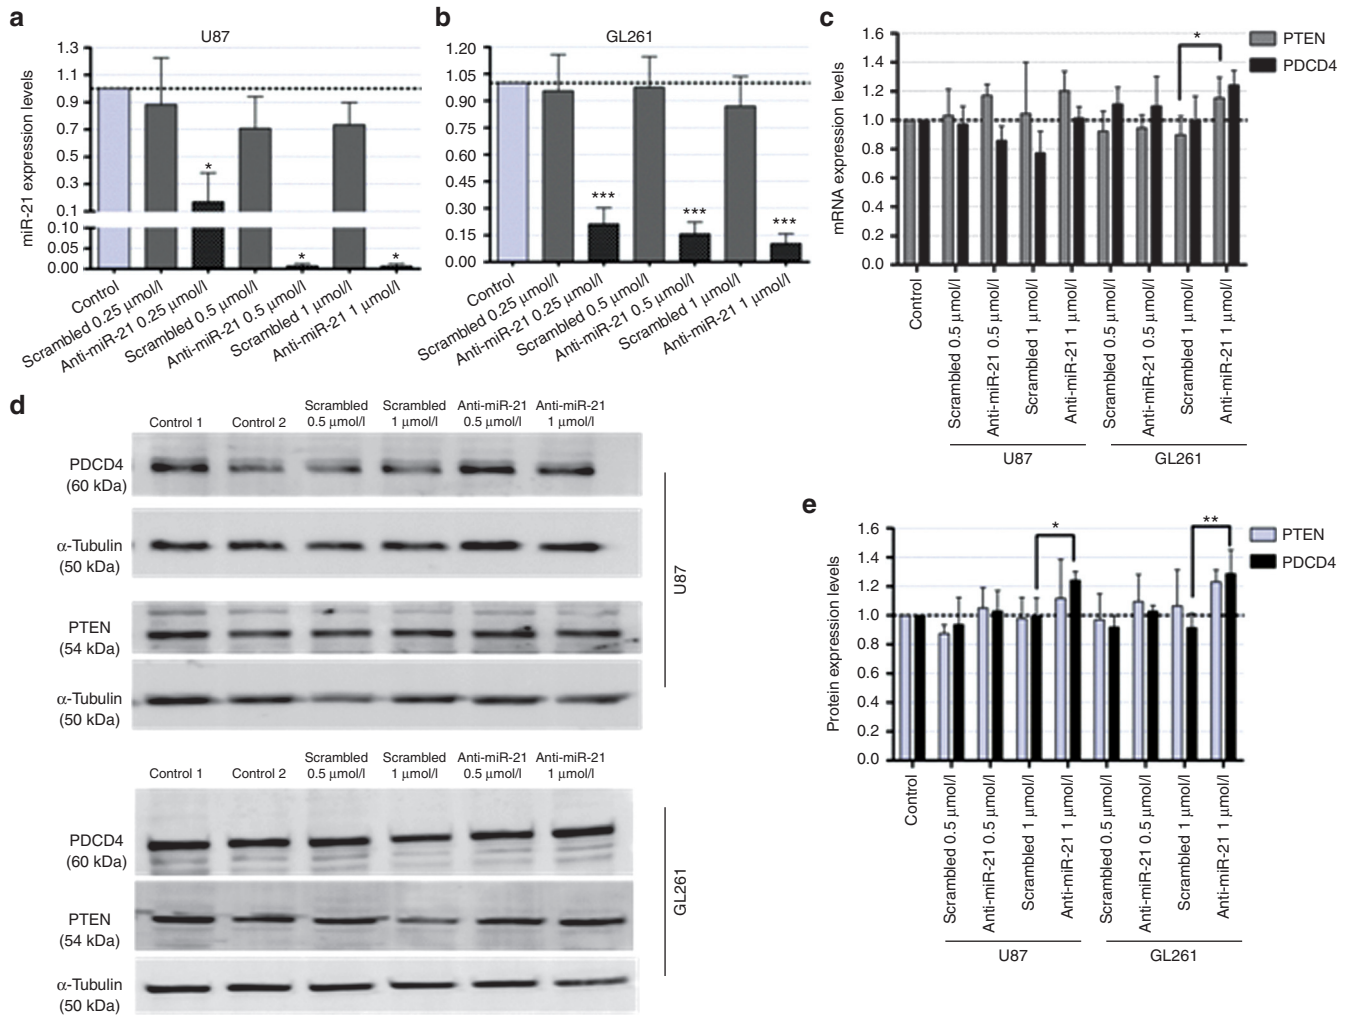 a
U87
miR-21 expression levels
1.3
1.1
0.9
0.7
0.5
0.3
0.1
0.10
0.05
0.00
*
*
*
Control
Scrabbled 0.25 μmol/l
Anti-miR-21 0.25 μmol/l
Scrambled 0.5 μmol/l
Anti-miR-21 0.5 μmol/l
Scrambled 1 μmol/l
Anti-miR-21 1 μmol/l
b
GL261
1.20
1.05
0.90
0.75
0.60
0.45
0.30
0.15
0.00
***
***
***
Control
Scrambled 0.25 μmol/l
Anti-miR-21 0.25 μmol/l
Scrambled 0.5 μmol/l
Anti-miR-21 0.5 μmol/l
Scrambled 1 μmol/l
Anti-miR-21 1 μmol/l
c
mRNA expression levels
1.6
1.4
1.2
1.0
0.8
0.6
0.4
0.2
0.0
*
PTEN
PDCD4
Control
Scrambled 0.5 μmol/l
Anti-miR-21 0.5 μmol/l
Scrambled 1 μmol/l
Anti-miR-21 1 μmol/l
Scrambled 0.5 μmol/l
Anti-miR-21 0.5 μmol/l
Scrambled 1 μmol/l
Anti-miR-21 1 μmol/l
U87
GL261
d
Control 1
Control 2
Scrambled
0.5 μmol/l
Scrambled
1 μmol/l
Anti-miR-21
0.5 μmol/l
Anti-miR-21
1 μmol/l
PDCD4
(60 kDa)
α-Tubulin
(50 kDa)
PTEN
(54 kDa)
α-Tubulin
(50 kDa)
U87
Control 1
Control 2
Scrambled
0.5 μmol/l
Scrambled
1 μmol/l
Anti-miR-21
0.5 μmol/l
Anti-miR-21
1 μmol/l
PDCD4
(60 kDa)
PTEN
(54 kDa)
α-Tubulin
(50 kDa)
GL261
e
Protein expression levels
1.6
1.4
1.2
1.0
0.8
0.6
0.4
0.2
0.0
*
**
PTEN
PDCD4
Control
Scrambled 0.5 μmol/l
Anti-miR-21 0.5 μmol/l
Scrambled 1 μmol/l
Anti-miR-21 1 μmol/l
Scrambled 0.5 μmol/l
Anti-miR-21 0.5 μmol/l
Scrambled 1 μmol/l
Anti-miR-21 1 μmol/l
U87
GL261